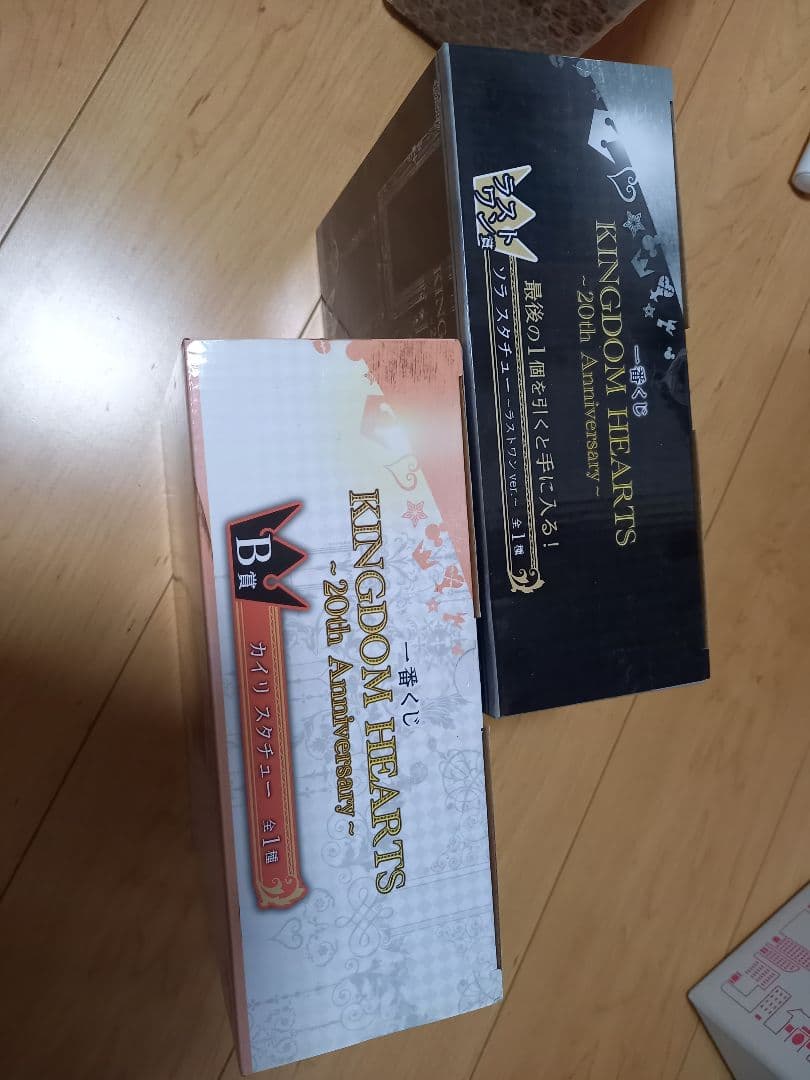 一番くじ
KINGDOM HEARTS
~20th Anniversary~
最後の1個を引くと手に入る!
ラスト
ワン賞
ソラ スタチュー ~ラストワンver.~ 全1種
一番くじ
KINGDOM HEARTS
~20th Anniversary~
B賞
カイリ スタチュー 全1種